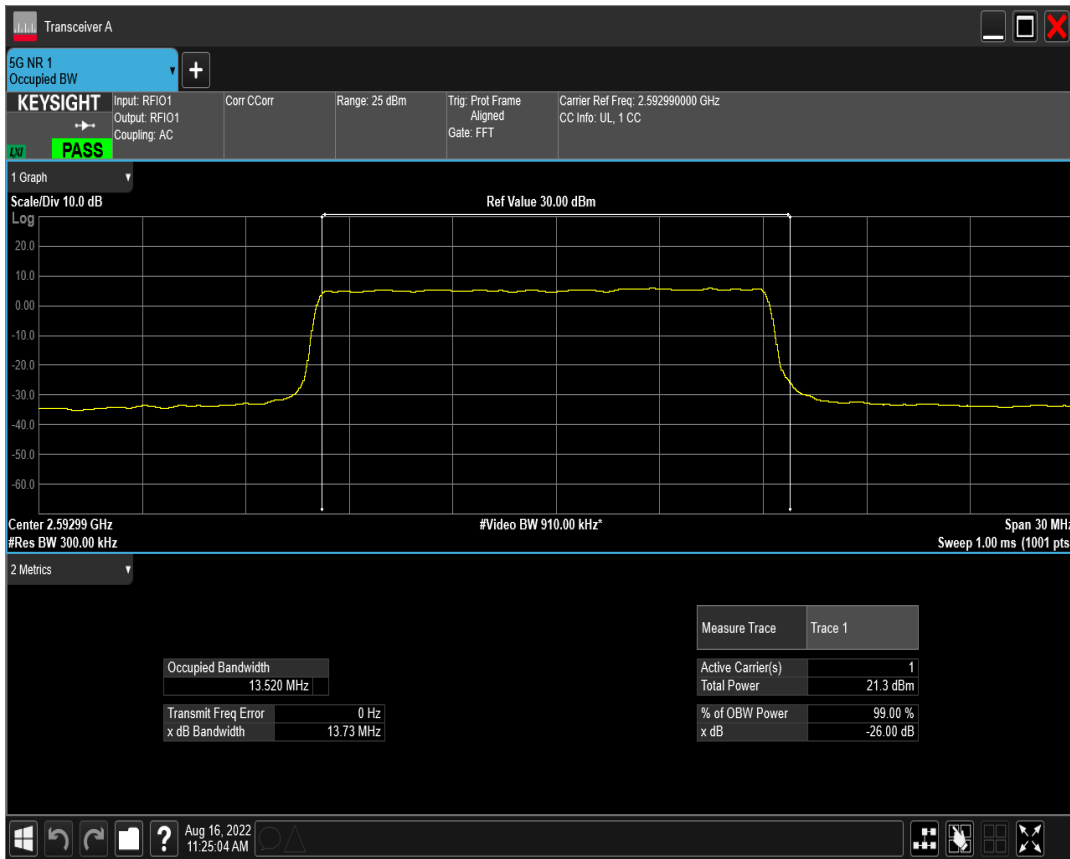 Transceiver A
5G NR 1
Occupied BW
KEYSIGHT
LXI
PASS
Input: RFIO1
Output: RFIO1
Coupling: AC
Corr CCorr
Range: 25 dBm
Trig: Prot Frame
Aligned
Gate: FFT
Carrier Ref Freq: 2.592990000 GHz
CC Info: UL, 1 CC
1 Graph
Scale/Div 10.0 dB
Ref Value 30.00 dBm
Log
20.0
10.0
0.00
-10.0
-20.0
-30.0
-40.0
-50.0
-60.0
Center 2.59299 GHz
#Video BW 910.00 kHz*
Span 30 MHz
#Res BW 300.00 kHz
Sweep 1.00 ms (1001 pts
2 Metrics
Measure Trace Trace 1
Occupied Bandwidth
13.520 MHz
Active Carrier(s) 1
Total Power 21.3 dBm
Transmit Freq Error 0 Hz
x dB Bandwidth 13.73 MHz
% of OBW Power 99.00 %
x dB -26.00 dB
?
Aug 16, 2022
11:25:04 AM